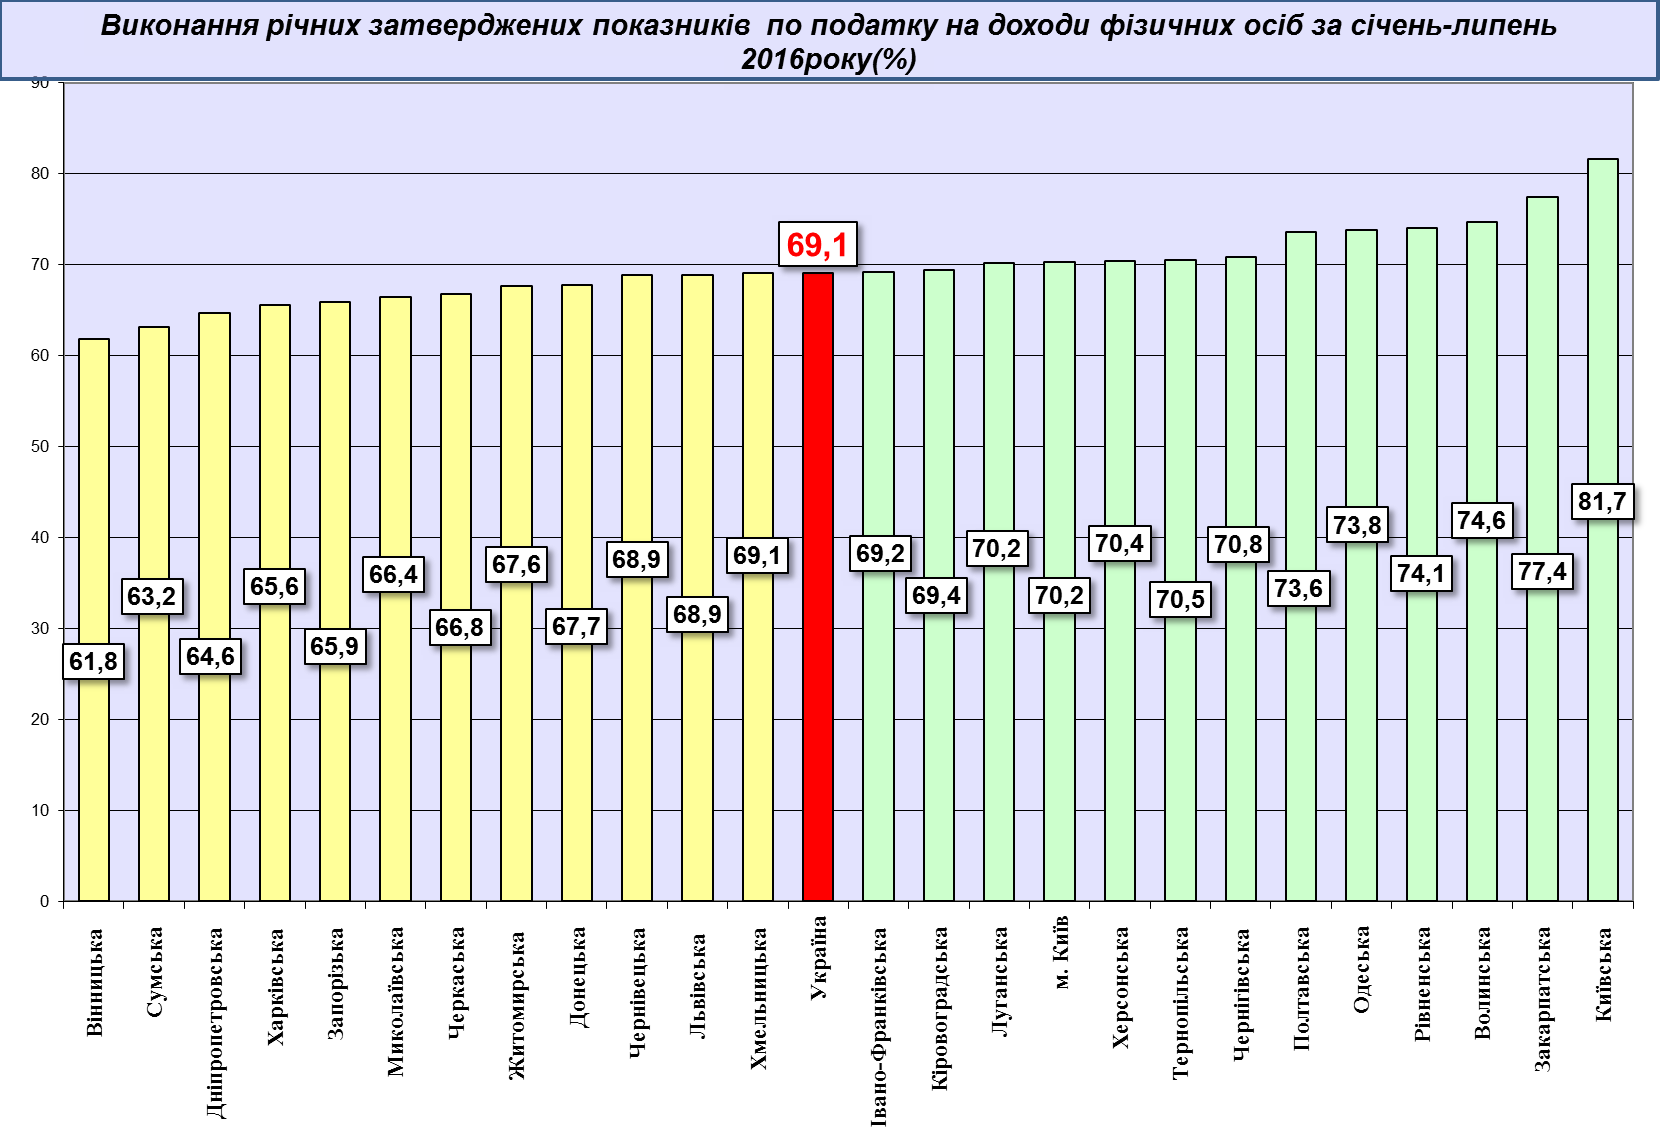 Виконання річних затверджених показників по податку на доходи фізичних осіб за січень-липень
2016року(%)
90
80
70
60
50
40
30
20
10
0
61,8
63,2
64,6
65,6
65,9
66,4
66,8
67,6
67,7
68,9
68,9
69,1
69,1
69,2
69,4
70,2
70,2
70,4
70,5
70,8
73,6
73,8
74,1
74,6
77,4
81,7
Вінницька
Сумська
Дніпропетровська
Харківська
Запорізька
Миколаївська
Черкаська
Житомирська
Донецька
Чернівецька
Львівська
Хмельницька
Україна
Івано-Франківська
Кіровоградська
Луганська
м. Київ
Херсонська
Тернопільська
Чернігівська
Полтавська
Одеська
Рівненська
Волинська
Закарпатська
Київська